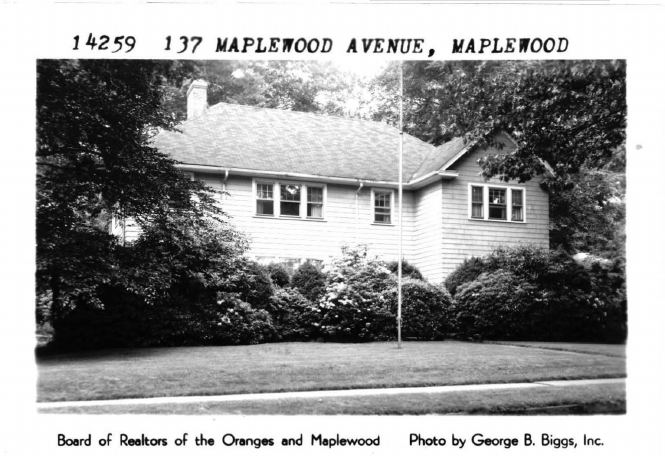 14259 137 MAPLEWOOD AVENUE, MAPLEWOOD
Board of Realtors of the Oranges and Maplewood Photo by George B. Biggs, Inc.